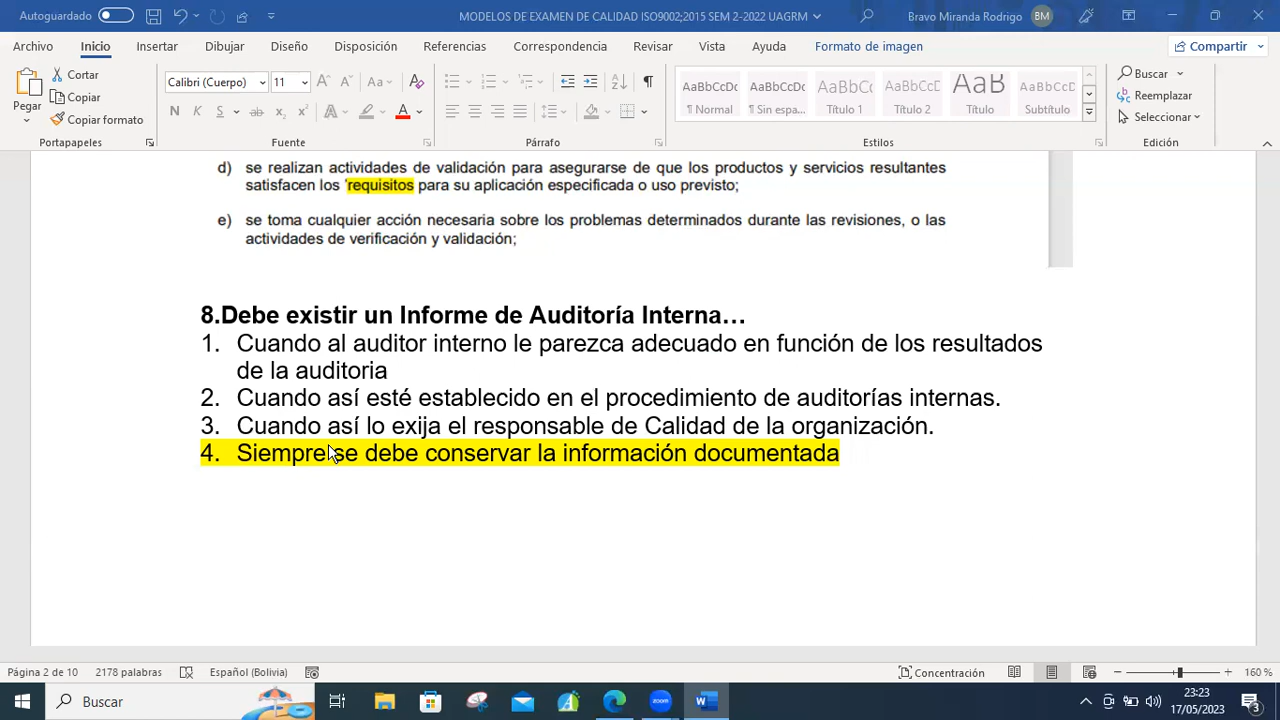 Autoguardado
MODELOS DE EXAMEN DE CALIDAD ISO9002;2015 SEM 2-2022 UAGRM
Bravo Miranda Rodrigo
BM
Archivo Inicio Insertar Dibujar Diseño Disposición Referencias Correspondencia Revisar Vista Ayuda Formato de imagen
Compartir
Pegar
Cortar
Copiar
Copiar formato
Portapapeles
Calibri (Cuerpo) 11
N K S
Fuente
Párrafo
AaBbCcDc AaBbCcDc AaBbCc AaBbCcC AaB AaBbCcD
¶ Normal ¶ Sin espa... Título 1 Título 2 Título Subtítulo
Estilos
Buscar
Reemplazar
Seleccionar
Edición
d) se realizan actividades de validación para asegurarse de que los productos y servicios resultantes
satisfacen los 'requisitos para su aplicación especificada o uso previsto;
e) se toma cualquier acción necesaria sobre los problemas determinados durante las revisiones, o las
actividades de verificación y validación;
8.Debe existir un Informe de Auditoría Interna…
1. Cuando al auditor interno le parezca adecuado en función de los resultados
de la auditoria
2. Cuando así esté establecido en el procedimiento de auditorías internas.
3. Cuando así lo exija el responsable de Calidad de la organización.
4. Siempre se debe conservar la información documentada
Página 2 de 10 2178 palabras Español (Bolivia) Concentración 160 %
Buscar
zoom
23:23
17/05/2023
3